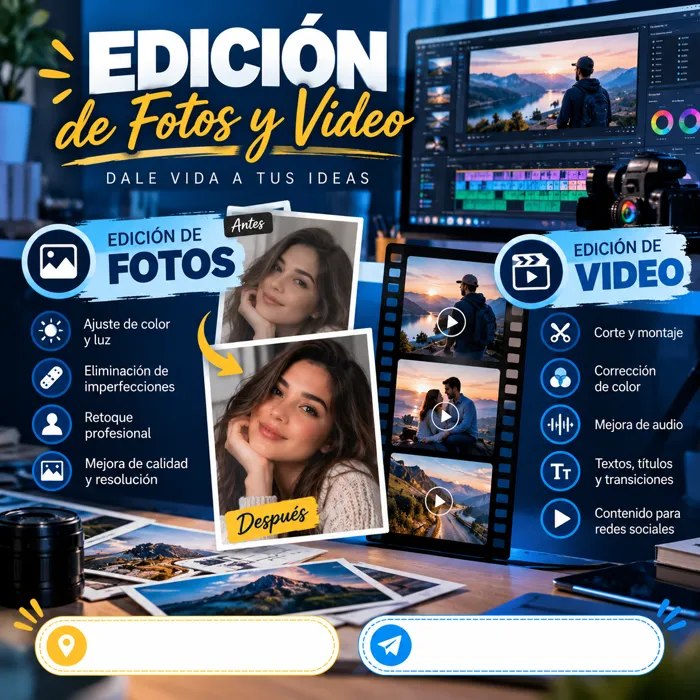 EDICIÓN
de Fotos y Video
DALE VIDA A TUS IDEAS
EDICIÓN DE
FOTOS
Ajuste de color
y luz
Eliminación de
imperfecciones
Retoque
profesional
Mejora de calidad
y resolución
Antes
Después
EDICIÓN DE
VIDEO
Corte y montaje
Corrección
de color
Mejora de audio
TT
Textos, títulos
y transiciones
Contenido para
redes sociales